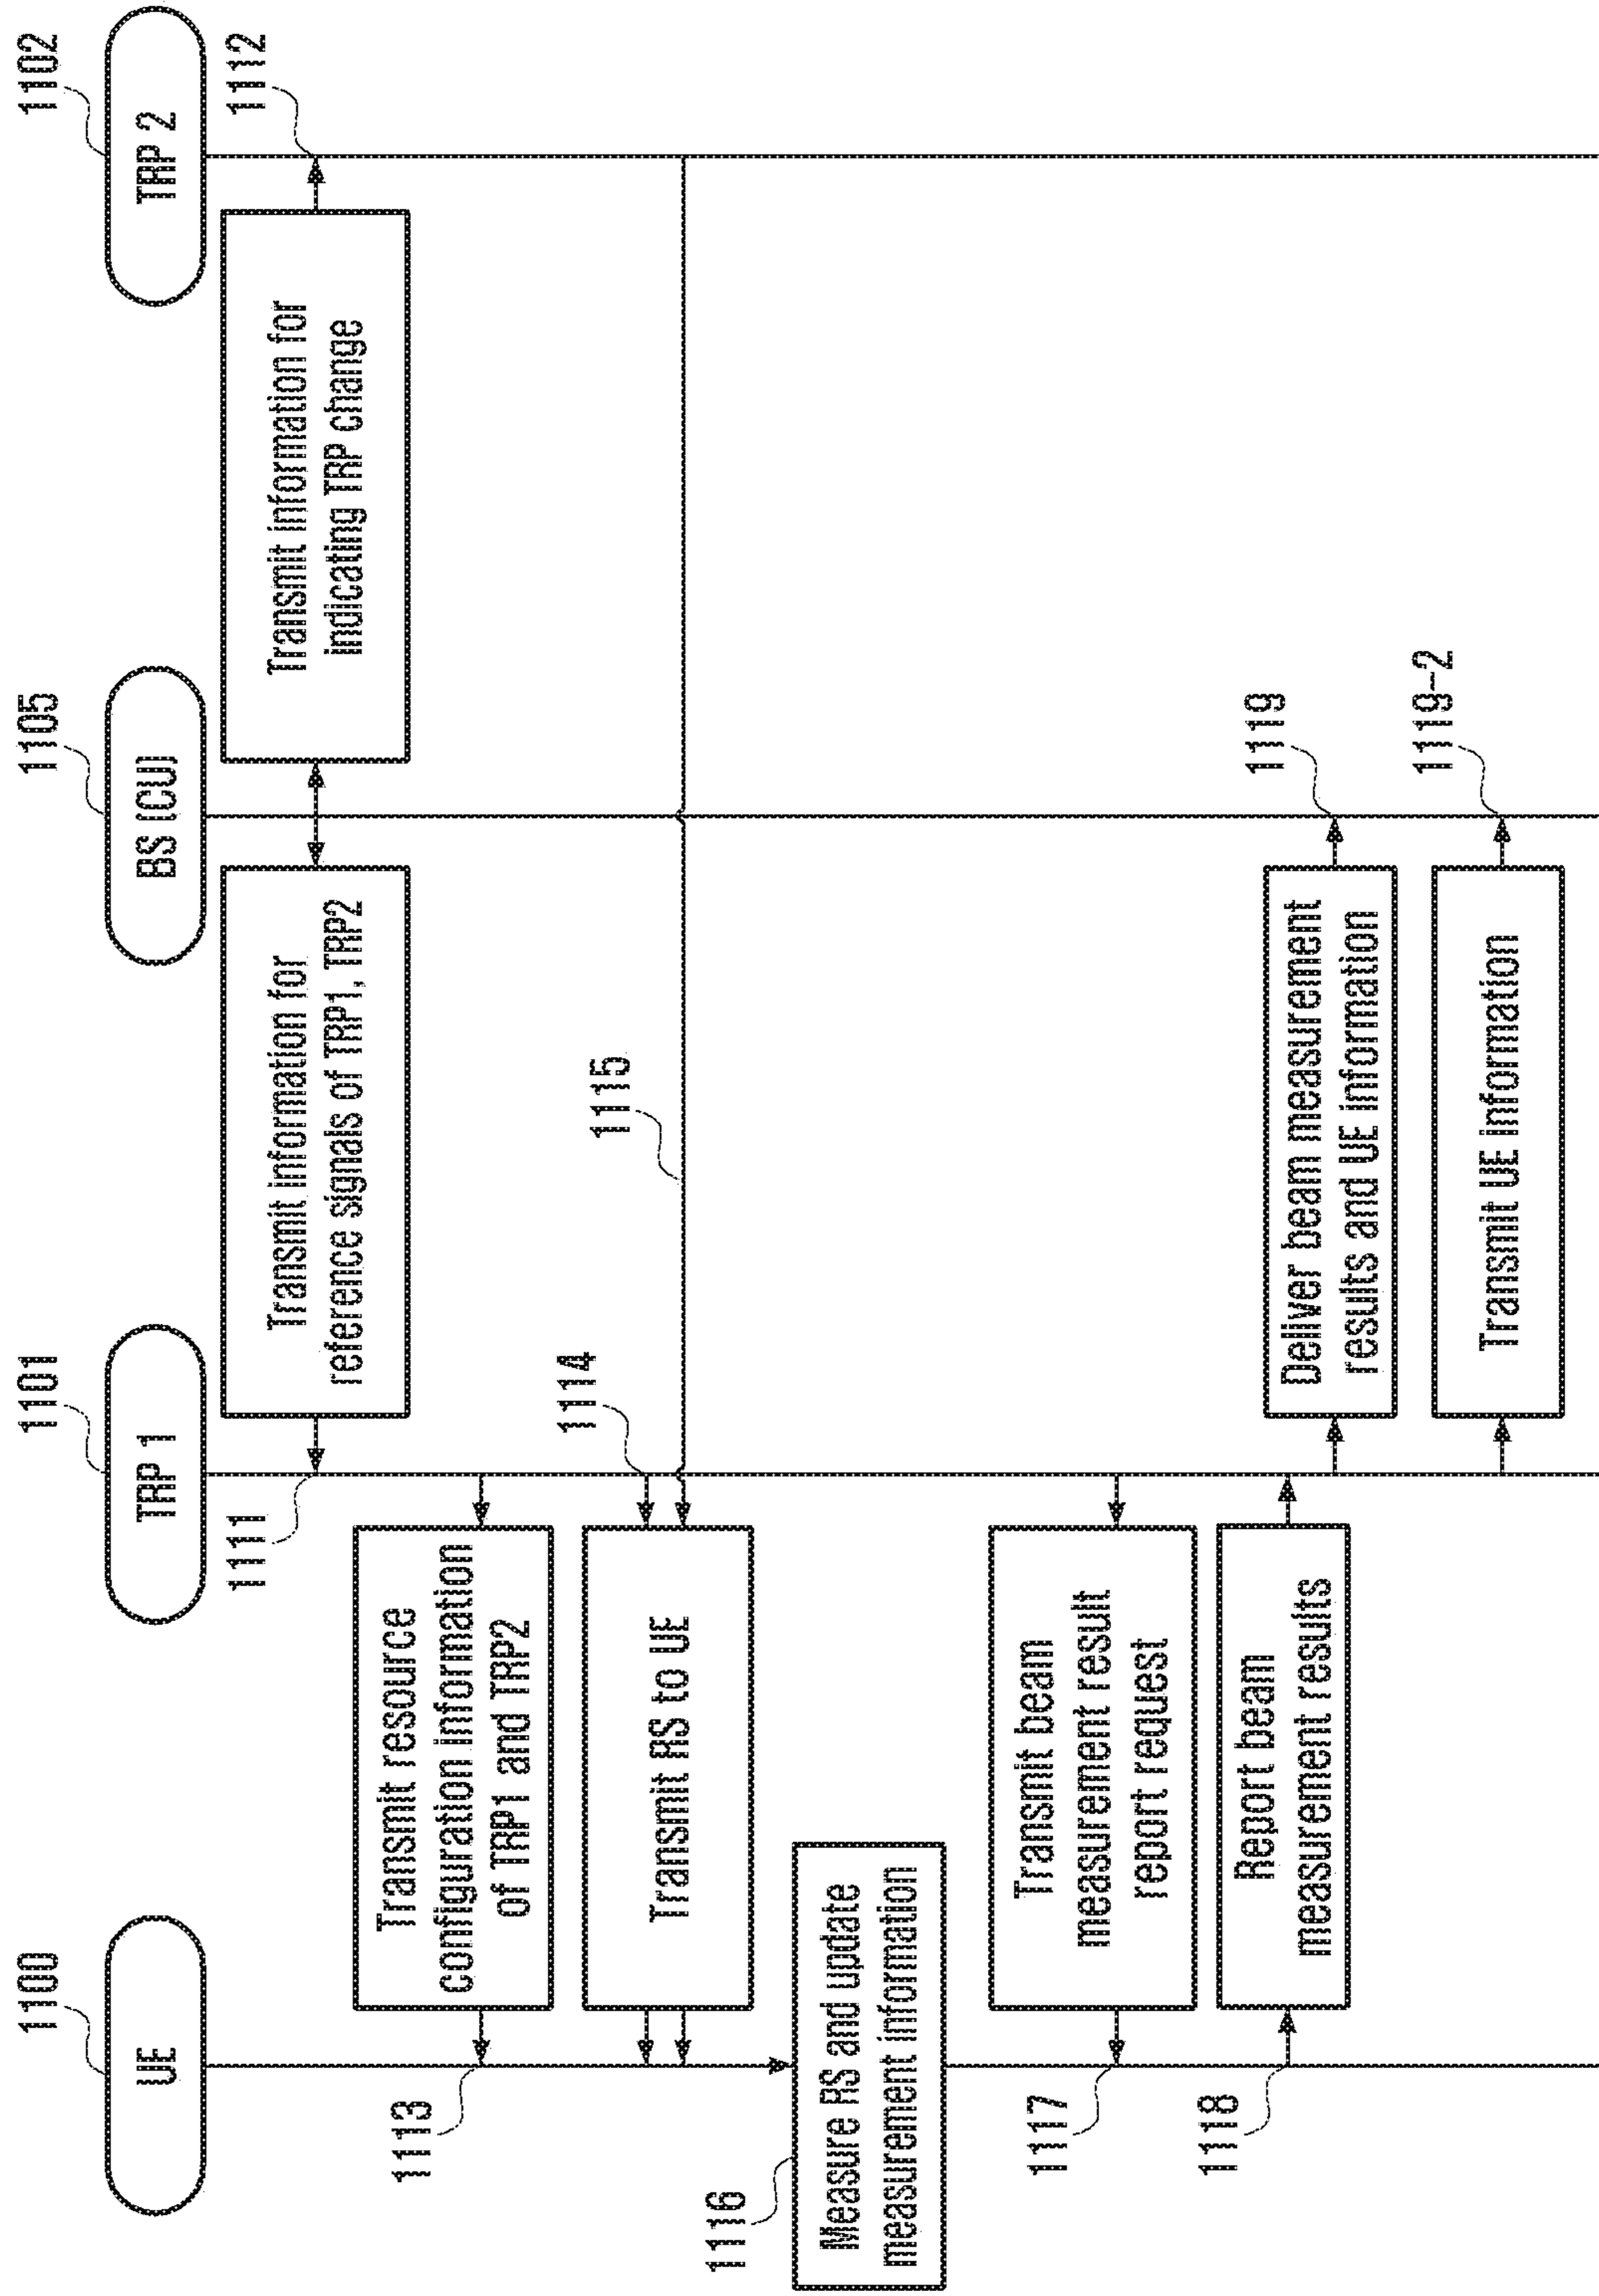 1100
1101
1105
1102
UE
TRP 1
BS (CU)
TRP 2
1111
1112
Transmit information for
reference signals of TRP1, TRP2
Transmit information for
indicating TRP change
1113
Transmit resource
configuration information
of TRP1 and TRP2
1114
1115
Transmit RS to UE
1116
Measure RS and update
measurement information
1117
Transmit beam
measurement result
report request
1118
Report beam
measurement results
1119
Deliver beam measurement
results and UE information
1119-2
Transmit UE information